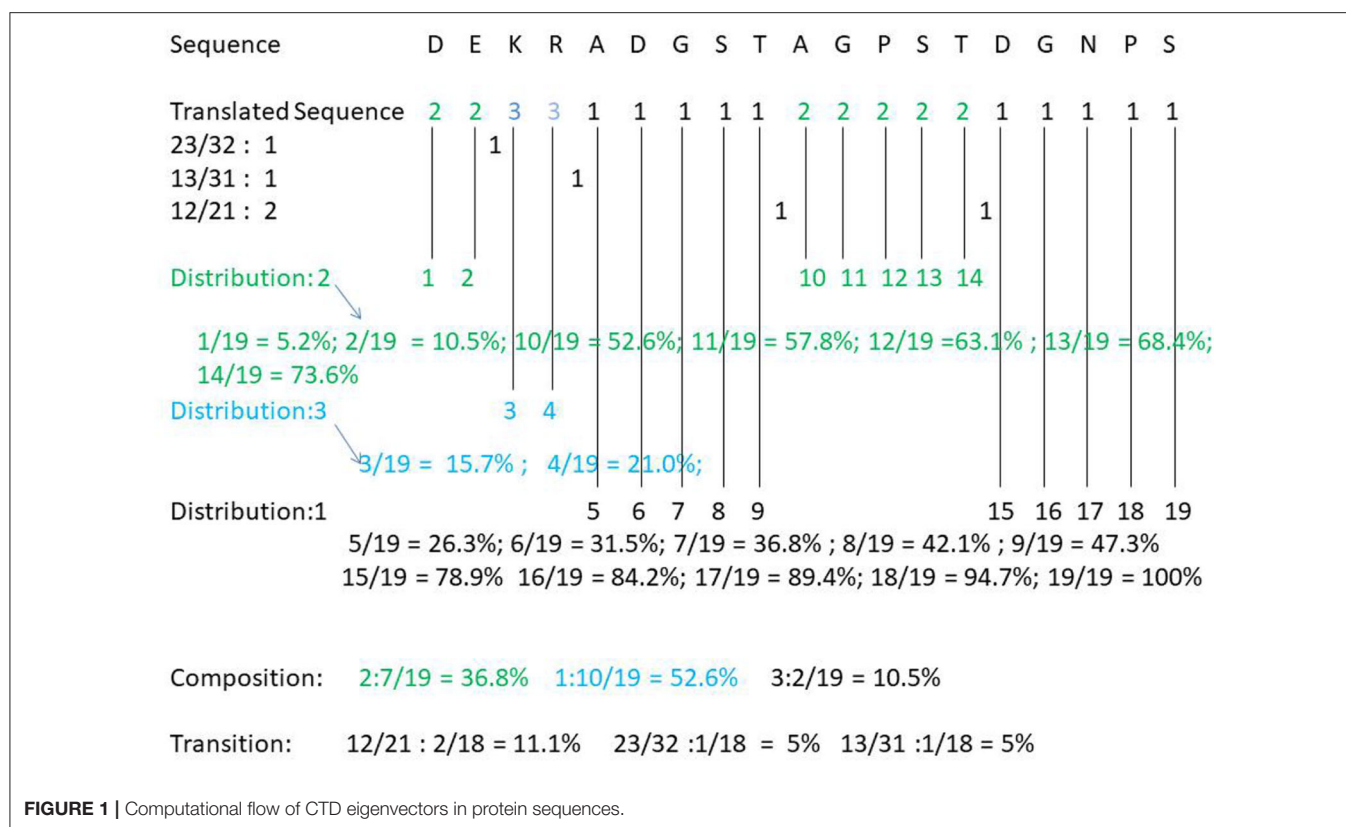 Sequence D E K R A D G S T A G P S T D G N P S
Translated Sequence 2 2 3 3 1 1 1 1 1 2 2 2 2 2 1 1 1 1 1
23/32 : 1 1
13/31 : 1 1
12/21 : 2 1 1
Distribution:2 1 2 10 11 12 13 14
1/19 = 5.2%; 2/19 = 10.5%; 10/19 = 52.6%; 11/19 = 57.8%; 12/19 =63.1% ; 13/19 = 68.4%;
14/19 = 73.6%
Distribution:3 3 4
3/19 = 15.7% ; 4/19 = 21.0%;
Distribution:1 5 6 7 8 9 15 16 17 18 19
5/19 = 26.3%; 6/19 = 31.5%; 7/19 = 36.8% ; 8/19 = 42.1% ; 9/19 = 47.3%
15/19 = 78.9% 16/19 = 84.2%; 17/19 = 89.4%; 18/19 = 94.7%; 19/19 = 100%
Composition: 2:7/19 = 36.8% 1:10/19 = 52.6% 3:2/19 = 10.5%
Transition: 12/21 : 2/18 = 11.1% 23/32 :1/18 = 5% 13/31 :1/18 = 5%
FIGURE 1 | Computational flow of CTD eigenvectors in protein sequences.